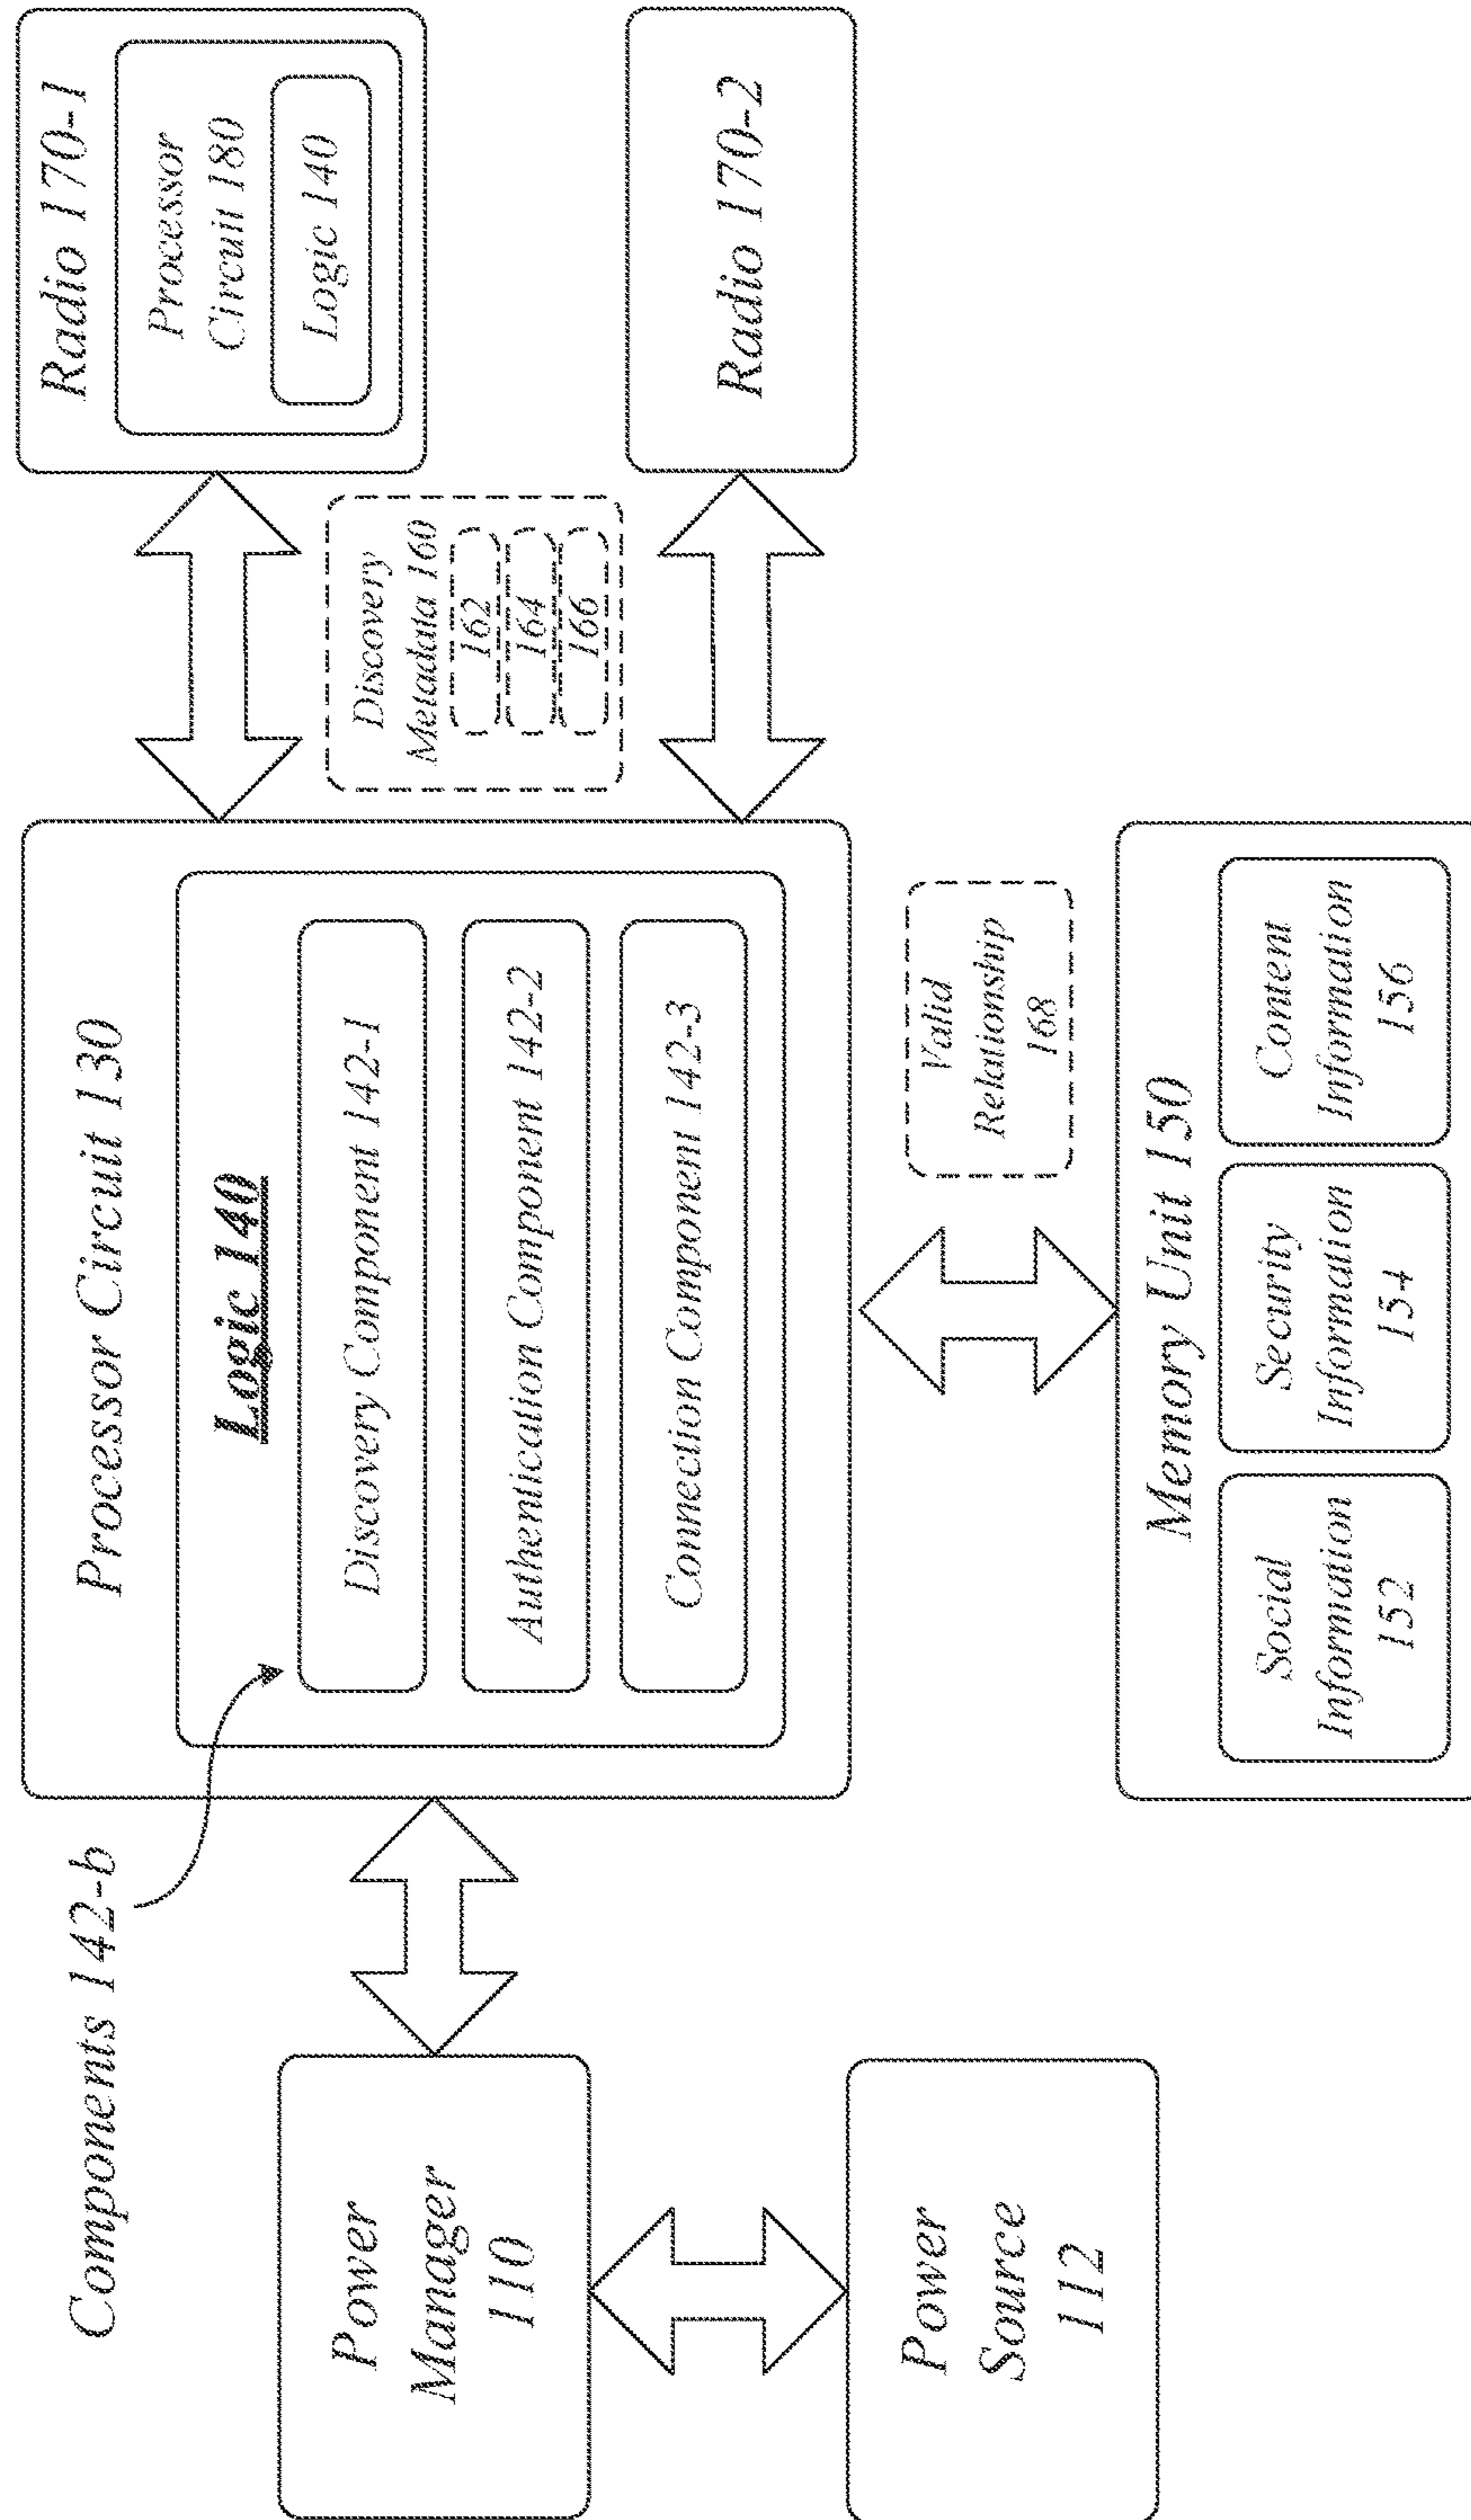 Components 142-b
Power
Manager
110
Power
Source
112
Processor Circuit 130
Logic 140
Discovery Component 142-1
Authentication Component 142-2
Connection Component 142-3
Valid
Relationship
168
Memory Unit 150
Social
Information
152
Security
Information
154
Content
Information
156
Discovery
Metadata 160
162
164
166
Radio 170-1
Processor
Circuit 180
Logic 140
Radio 170-2